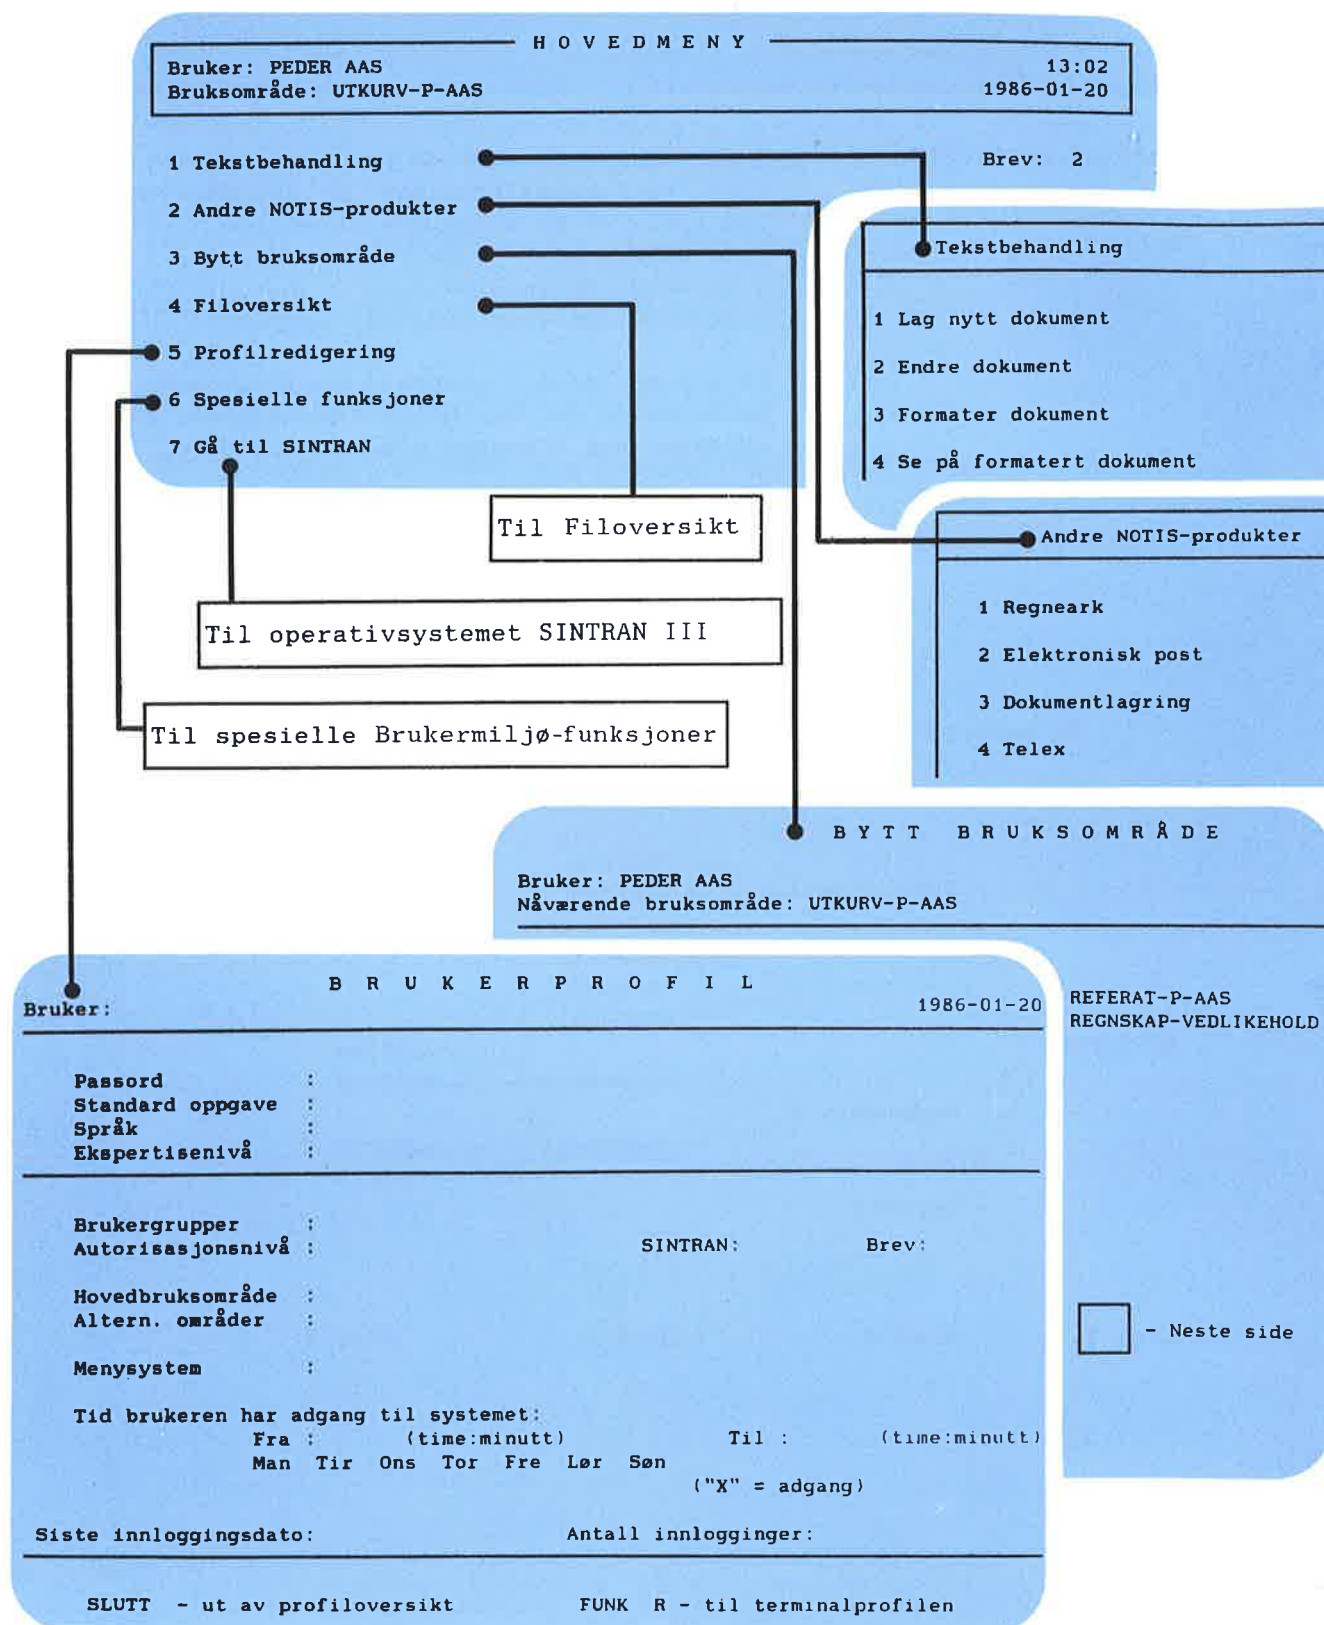 H O V E D M E N Y
Bruker: PEDER AAS 13:02
Bruksområde: UTKURV-P-AAS 1986-01-20
1 Tekstbehandling Brev: 2
2 Andre NOTIS-produkter
3 Bytt bruksområde
4 Filoversikt
5 Profilredigering
6 Spesielle funksjoner
7 Gå til SINTRAN
Tekstbehandling
1 Lag nytt dokument
2 Endre dokument
3 Formater dokument
4 Se på formatert dokument
Til Filoversikt
Andre NOTIS-produkter
1 Regneark
2 Elektronisk post
3 Dokumentlagring
4 Telex
Til operativsystemet SINTRAN III
Til spesielle Brukermiljø-funksjoner
B Y T T B R U K S O M R Å D E
Bruker: PEDER AAS
Nåværende bruksområde: UTKURV-P-AAS
REFERAT-P-AAS
REGNSKAP-VEDLIKEHOLD
- Neste side
B R U K E R P R O F I L
Bruker: 1986-01-20
Passord :
Standard oppgave :
Språk :
Ekspertisenivå :
Brukergrupper :
Autorisasjonsnivå : SINTRAN: Brev:
Hovedbruksområde :
Altern. områder :
Menysystem :
Tid brukeren har adgang til systemet:
Fra : (time:minutt) Til : (time:minutt)
Man Tir Ons Tor Fre Lør Søn
("X" = adgang)
Siste innloggingsdato: Antall innlogginger:
SLUTT - ut av profiloversikt FUNK R - til terminalprofilen